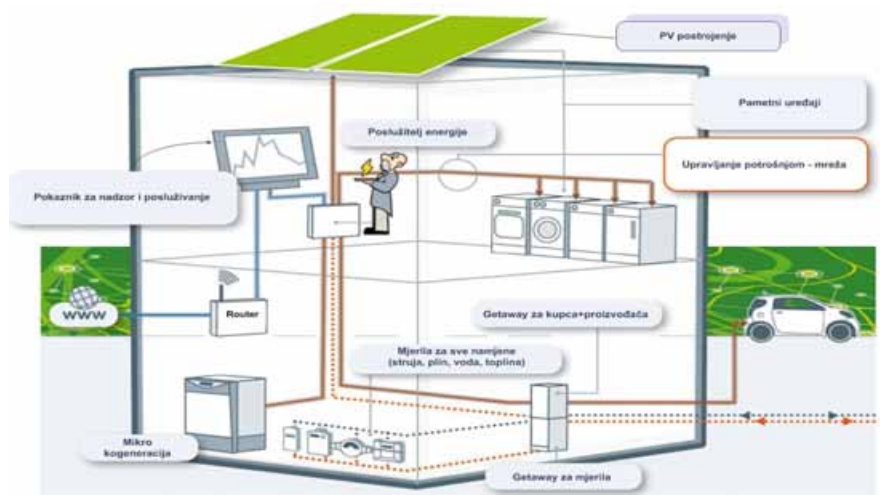 PV postrojenje
Pametni uređaji
Poslužitelj energije
Upravljanje potrošnjom - mreža
Pokaznik za nadzor i posluživanje
WWW
Router
Getaway za kupca+proizvođača
Mjerila za sve namjene
(struja, plin, voda, toplina)
Mikro
kogeneracija
Getaway za mjerila